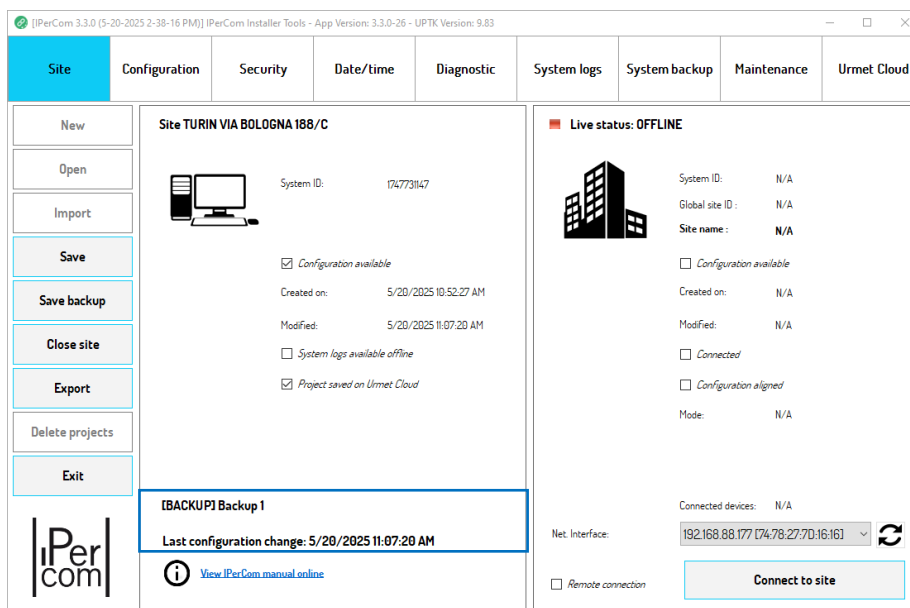 [IPerCom 3.3.0 (5-20-2025 2-38-16 PM)] IPerCom Installer Tools - App Version: 3.3.0-26 - UPTK Version: 9.83
Site
Configuration
Security
Date/time
Diagnostic
System logs
System backup
Maintenance
Urmet Cloud
New
Open
Import
Save
Save backup
Close site
Export
Delete projects
Exit
IPer
com
Site TURIN VIA BOLOGNA 188/C
System ID: 1747731147
Configuration available
Created on: 5/20/2025 10:52:27 AM
Modified: 5/20/2025 11:07:20 AM
System logs available offline
Project saved on Urmet Cloud
[BACKUP] Backup 1
Last configuration change: 5/20/2025 11:07:20 AM
View IPerCom manual online
Live status: OFFLINE
System ID: N/A
Global site ID : N/A
Site name : N/A
Configuration available
Created on: N/A
Modified: N/A
Connected
Configuration aligned
Mode: N/A
Connected devices: N/A
Net. Interface: 192.168.88.177 [74:78:27:7D:16:16]
Remote connection
Connect to site